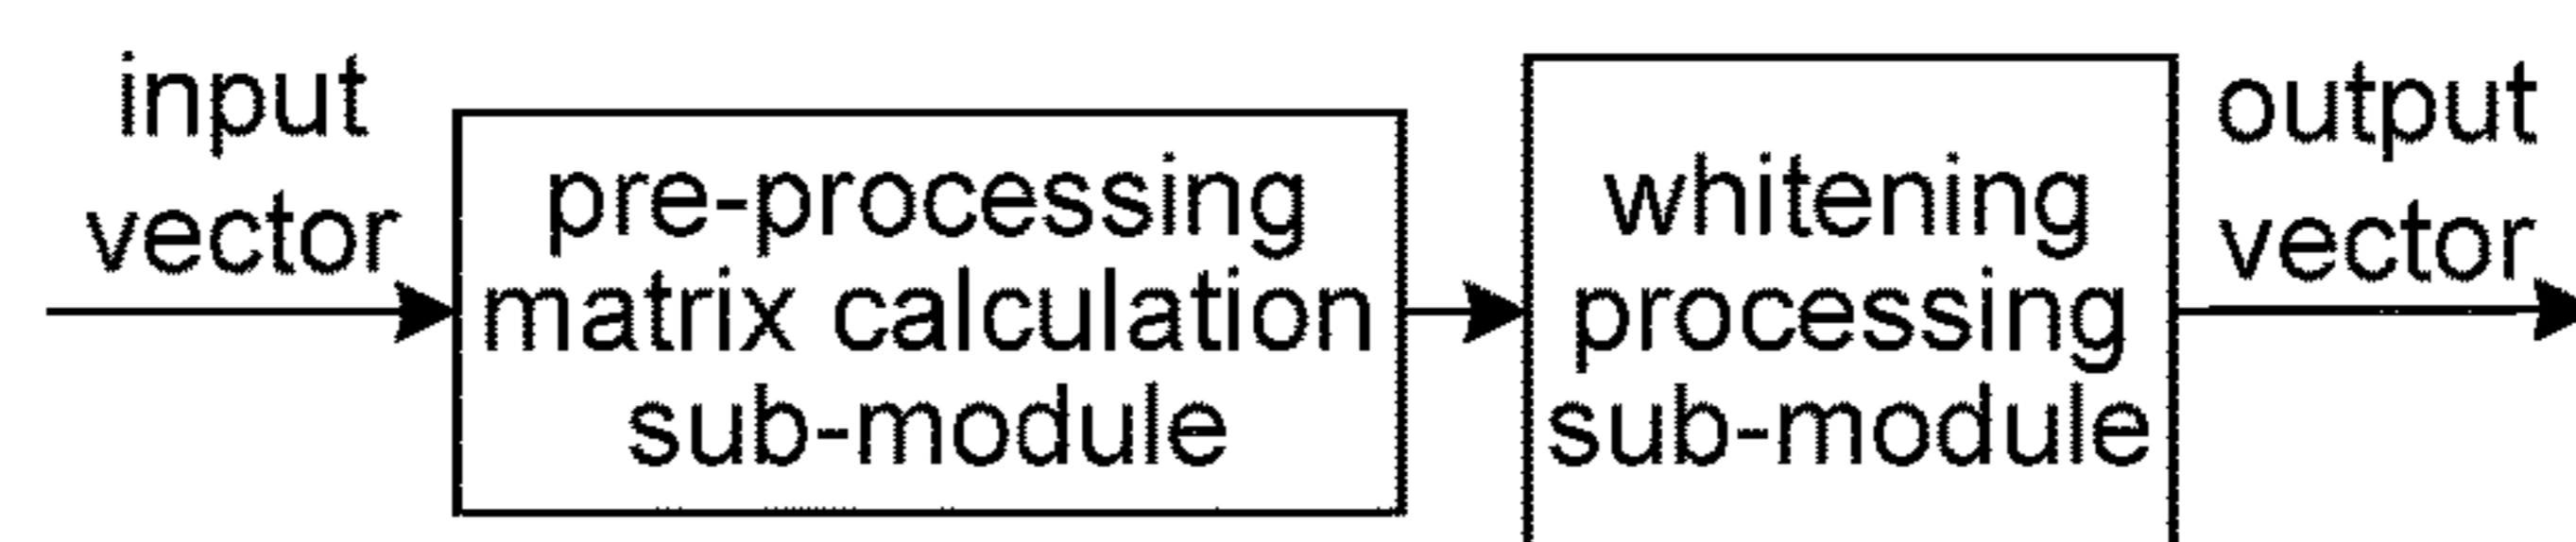 input
vector
pre-processing
matrix calculation
sub-module
whitening
processing
sub-module
output
vector